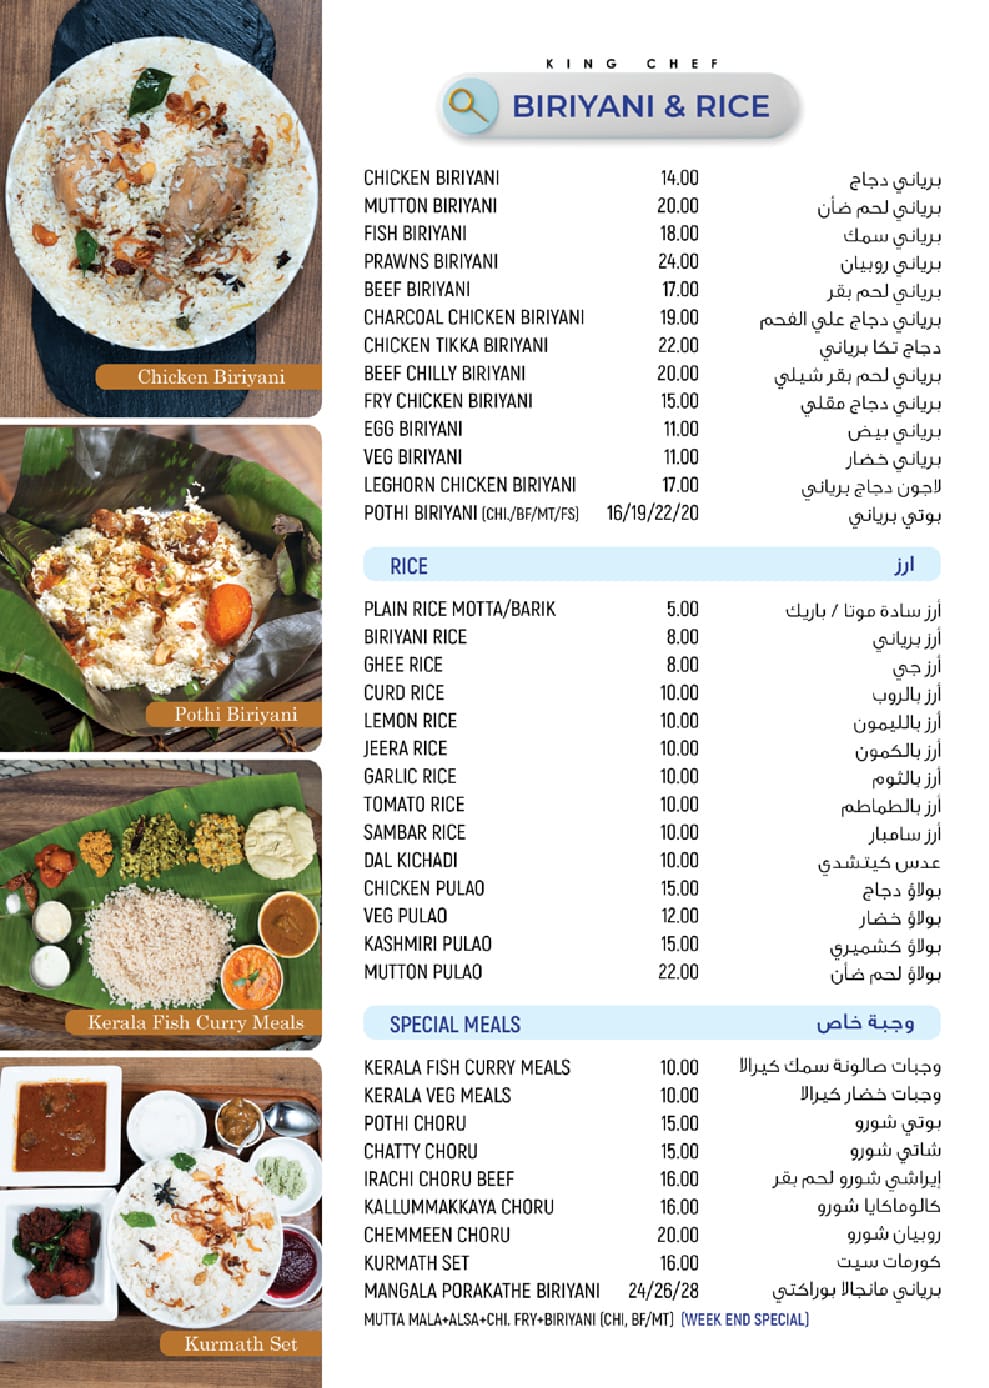 KING CHEF
BIRIYANI & RICE
CHICKEN BIRIYANI 14.00 برياني دجاج
MUTTON BIRIYANI 20.00 برياني لحم ضأن
FISH BIRIYANI 18.00 برياني سمك
PRAWNS BIRIYANI 24.00 برياني روبيان
BEEF BIRIYANI 17.00 برياني لحم بقر
CHARCOAL CHICKEN BIRIYANI 19.00 برياني دجاج علي الفحم
CHICKEN TIKKA BIRIYANI 22.00 دجاج تكا برياني
BEEF CHILLY BIRIYANI 20.00 برياني لحم بقر شيلي
FRY CHICKEN BIRIYANI 15.00 برياني دجاج مقلي
EGG BIRIYANI 11.00 برياني بيض
VEG BIRIYANI 11.00 برياني خضار
LEGHORN CHICKEN BIRIYANI 17.00 لاجون دجاج برياني
POTHI BIRIYANI (CHI,/BF/MT/FS) 16/19/22/20 بوتي برياني
RICE ارز
PLAIN RICE MOTTA/BARIK 5.00 أرز سادة موتا / باريك
BIRIYANI RICE 8.00 أرز برياني
GHEE RICE 8.00 أرز جي
CURD RICE 10.00 أرز بالروب
LEMON RICE 10.00 أرز بالليمون
JEERA RICE 10.00 أرز بالكمون
GARLIC RICE 10.00 أرز بالثوم
TOMATO RICE 10.00 أرز بالطماطم
SAMBAR RICE 10.00 أرز سامبار
DAL KICHADI 10.00 عدس كيتشدي
CHICKEN PULAO 15.00 بولاؤ دجاج
VEG PULAO 12.00 بولاؤ خضار
KASHMIRI PULAO 15.00 بولاؤ كشميري
MUTTON PULAO 22.00 بولاؤ لحم ضأن
SPECIAL MEALS وجبة خاص
KERALA FISH CURRY MEALS 10.00 وجبات صالونة سمك كيرالا
KERALA VEG MEALS 10.00 وجبات خضار كيرالا
POTHI CHORU 15.00 بوتي شورو
CHATTY CHORU 15.00 شاتي شورو
IRACHI CHORU BEEF 16.00 إيراشي شورو لحم بقر
KALLUMMAKKAYA CHORU 16.00 كالوماكايا شورو
CHEMMEEN CHORU 20.00 روبيان شورو
KURMATH SET 16.00 كورمات سيت
MANGALA PORAKATHE BIRIYANI 24/26/28 برياني مانجالا بوراكتي
MUTTA MALA+ALSA+CHI. FRY+BIRIYANI (CHI, BF/MT) (WEEK END SPECIAL)
Chicken Biriyani
Pothi Biriyani
Kerala Fish Curry Meals
Kurmath Set